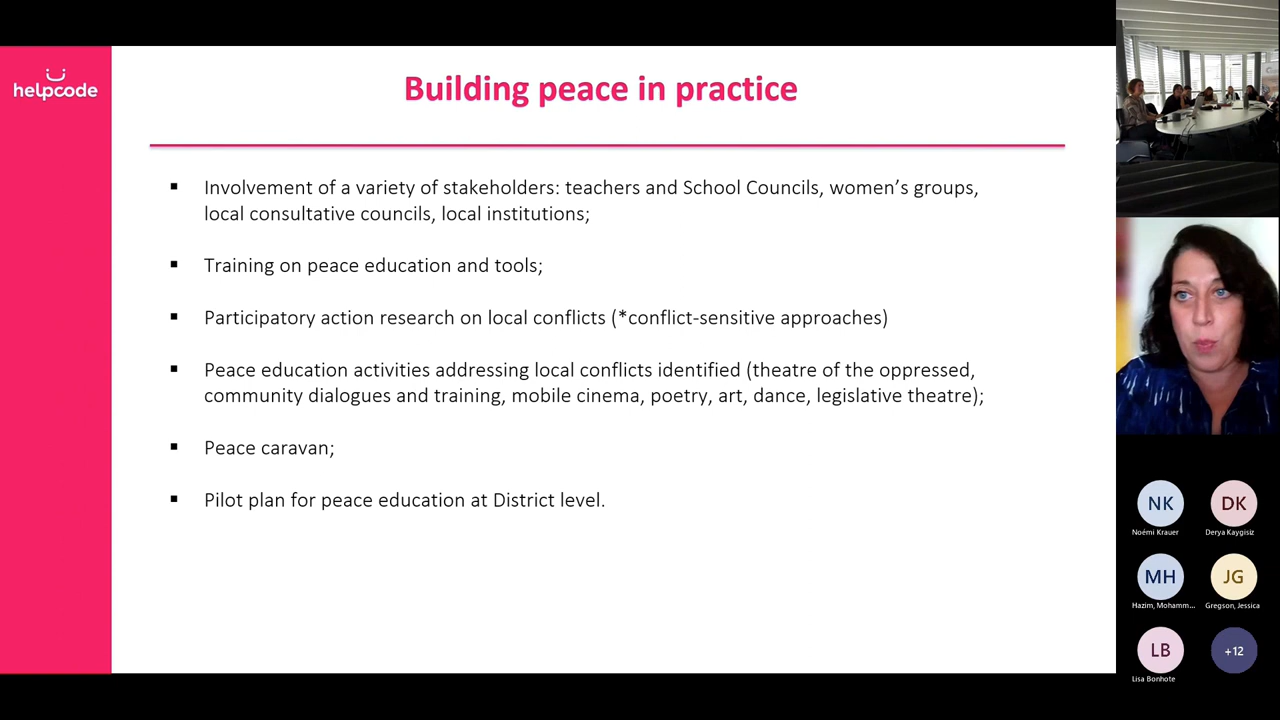 helpcode
Building peace in practice
▪ Involvement of a variety of stakeholders: teachers and School Councils, women’s groups,
local consultative councils, local institutions;
▪ Training on peace education and tools;
▪ Participatory action research on local conflicts (*conflict-sensitive approaches)
▪ Peace education activities addressing local conflicts identified (theatre of the oppressed,
community dialogues and training, mobile cinema, poetry, art, dance, legislative theatre);
▪ Peace caravan;
▪ Pilot plan for peace education at District level.
NK
Noémi Krauer
DK
Derya Kaygisiz
MH
Hazim, Mohamm...
JG
Gregson, Jessica
LB
Lisa Bonhote
+12